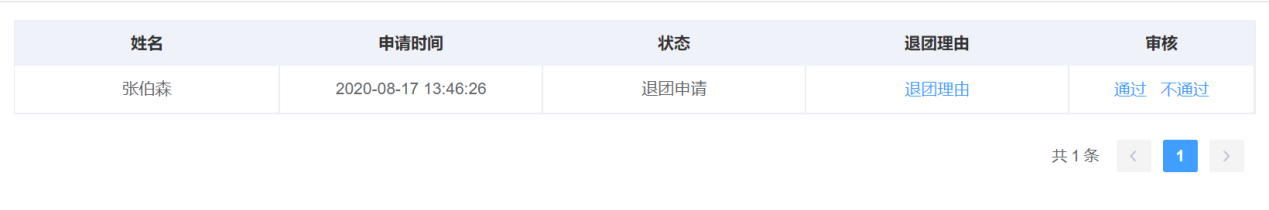 姓名 申请时间 状态 退团理由 审核
张伯森 2020-08-17 13:46:26 退团申请 退团理由 通过 不通过
共 1 条 < 1 >